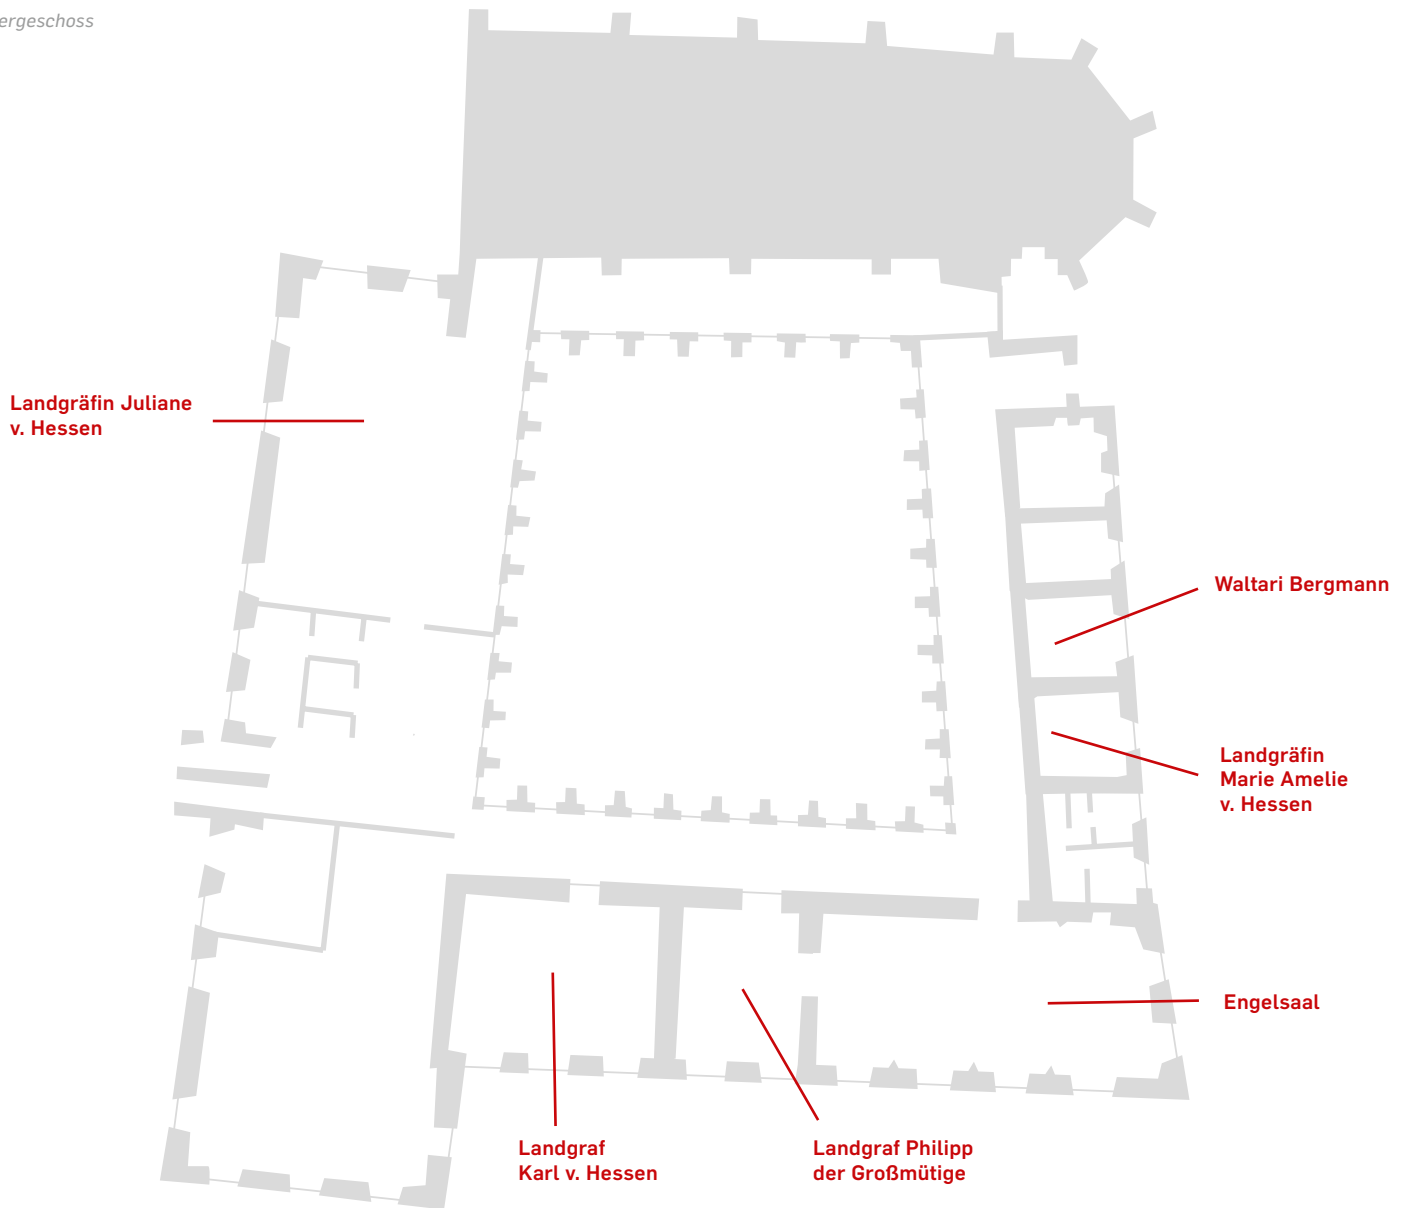 ergeschoss
Landgräfin Juliane
v. Hessen
Waltari Bergmann
Landgräfin
Marie Amelie
v. Hessen
Engelsaal
Landgraf
Karl v. Hessen
Landgraf Philipp
der Großmütige